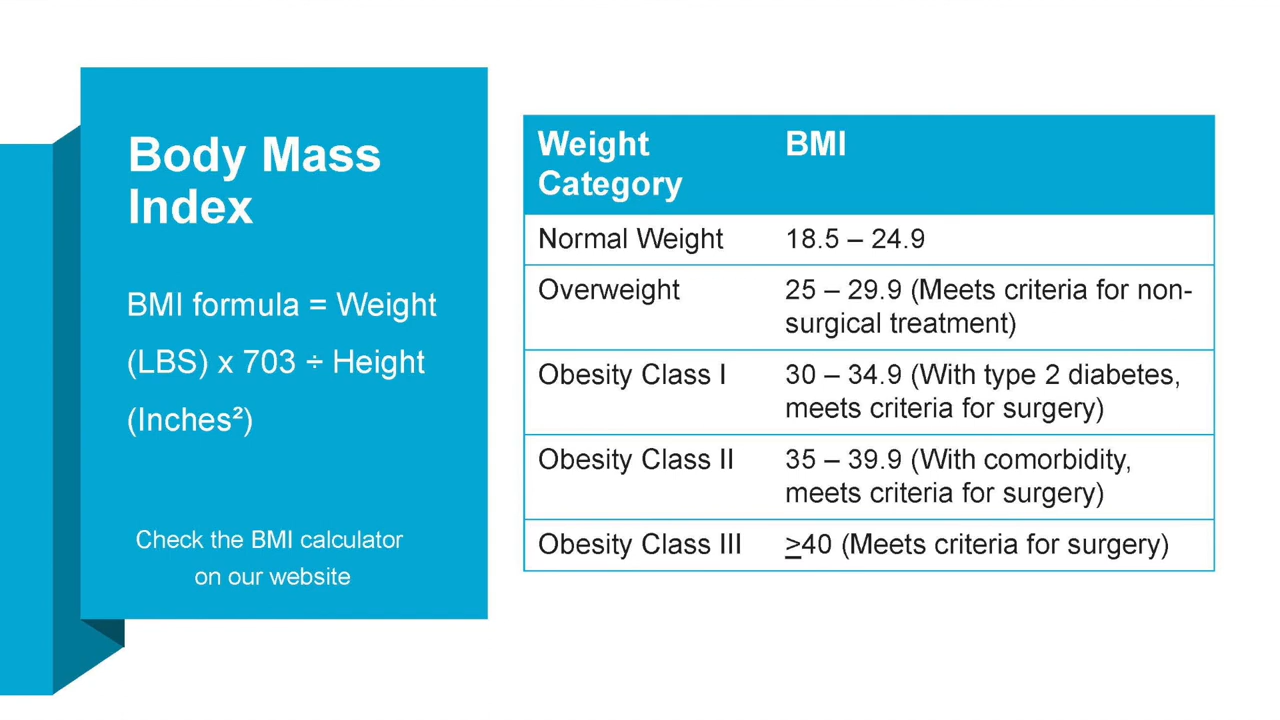 Body Mass
Index
BMI formula = Weight
(LBS) x 703 ÷ Height
(Inches²)
Check the BMI calculator
on our website
Weight
Category
BMI
Normal Weight
18.5 – 24.9
Overweight
25 – 29.9 (Meets criteria for non-
surgical treatment)
Obesity Class I
30 – 34.9 (With type 2 diabetes,
meets criteria for surgery)
Obesity Class II
35 – 39.9 (With comorbidity,
meets criteria for surgery)
Obesity Class III
≥40 (Meets criteria for surgery)